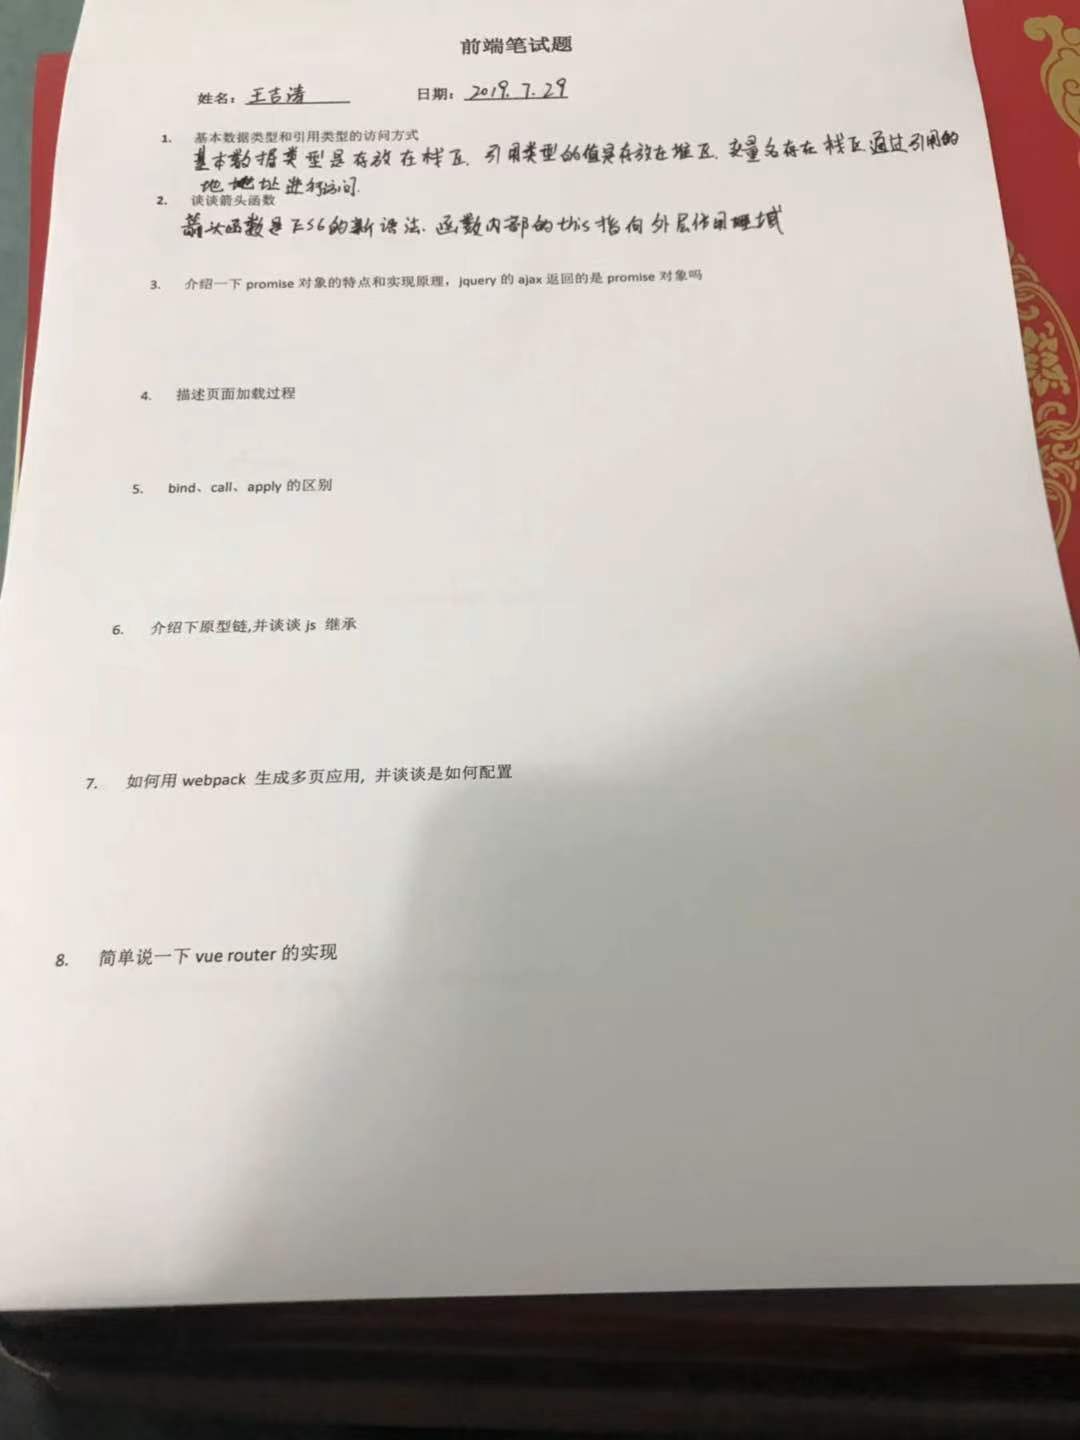 前端笔试题
姓名：王吉涛 日期：2019.7.29
1. 基本数据类型和引用类型的访问方式
基本数据类型是存放在栈区，引用类型的值是存放在堆区，变量名存在栈区通过引用的
地 地址进行访问.
2. 谈谈箭头函数
箭头函数是ES6的新语法. 函数内部的this指向外层作用域
3. 介绍一下 promise 对象的特点和实现原理，jquery 的 ajax 返回的是 promise 对象吗
4. 描述页面加载过程
5. bind、call、apply 的区别
6. 介绍下原型链,并谈谈 js 继承
7. 如何用 webpack 生成多页应用，并谈谈是如何配置
8. 简单说一下 vue router 的实现